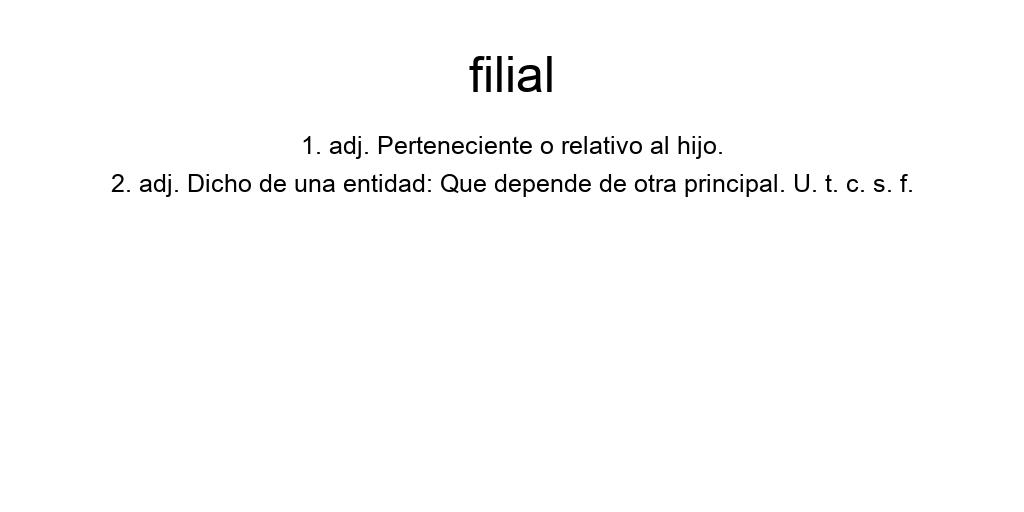 filial
1. adj. Perteneciente o relativo al hijo.
2. adj. Dicho de una entidad: Que depende de otra principal. U. t. c. s. f.